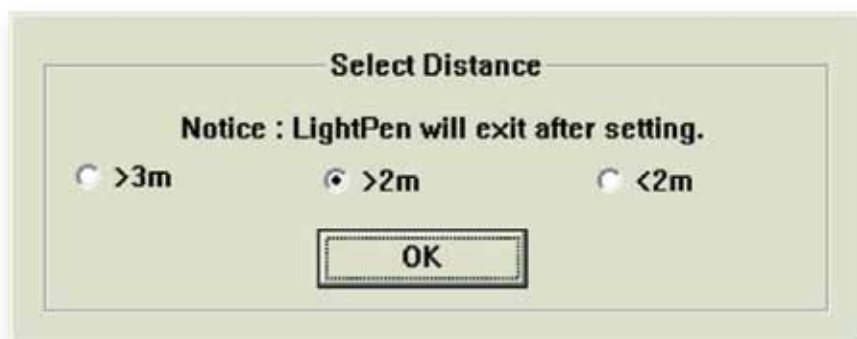 Select Distance
Notice : LightPen will exit after setting.
>3m >2m <2m
OK